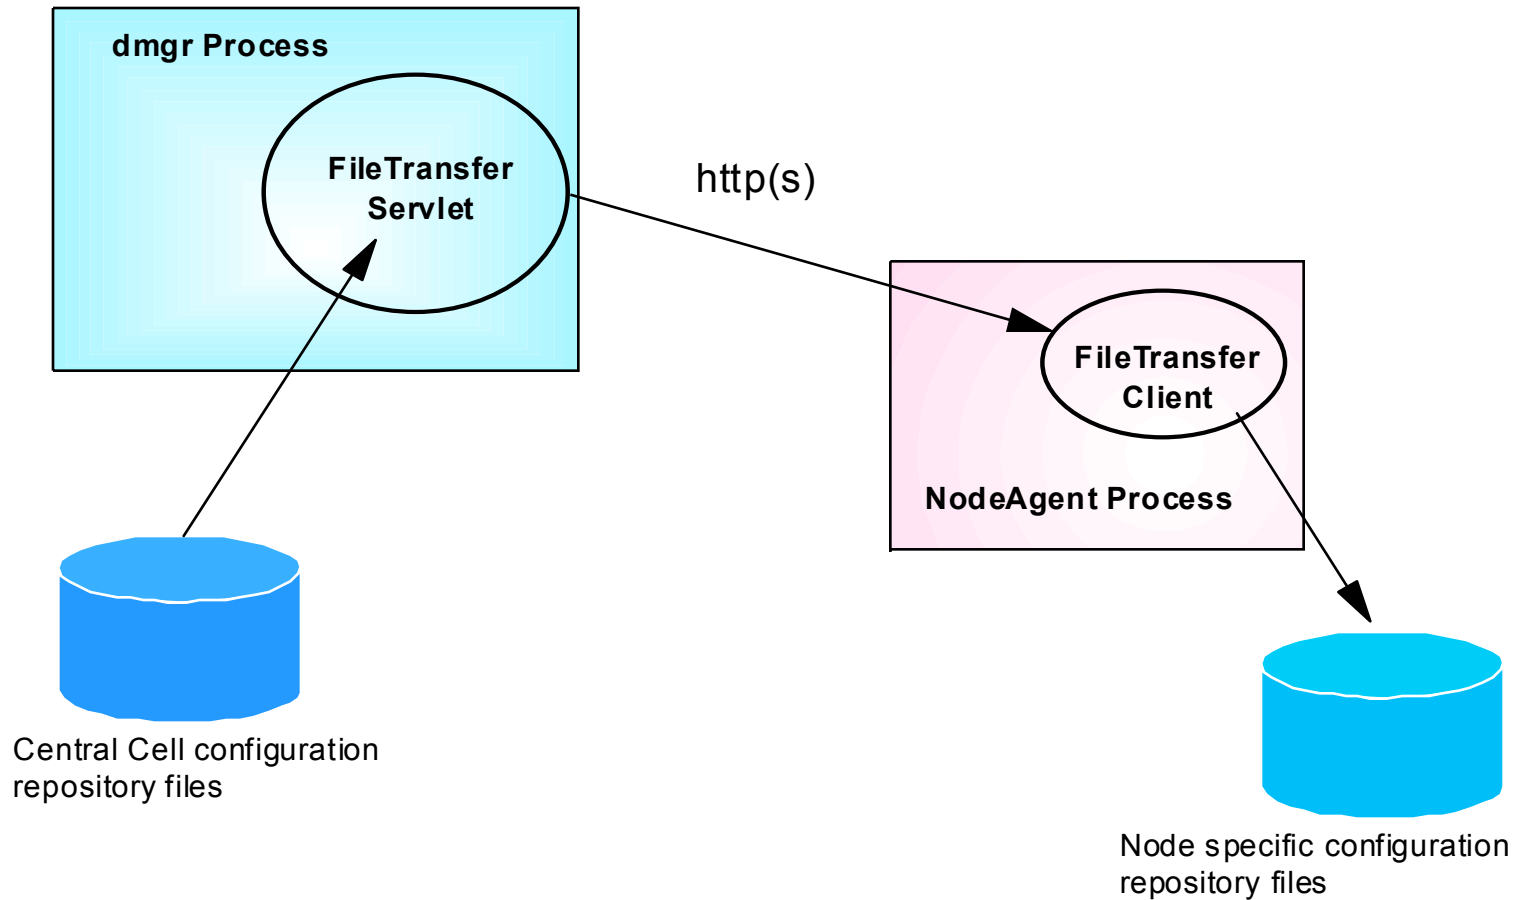 dmgr Process
FileTransfer
Servlet
http(s)
FileTransfer
Client
NodeAgent Process
Central Cell configuration
repository files
Node specific configuration
repository files